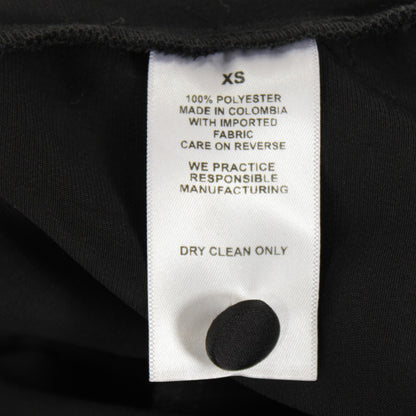 XS
100% POLYESTER
MADE IN COLOMBIA
WITH IMPORTED
FABRIC
CARE ON REVERSE
WE PRACTICE
RESPONSIBLE
MANUFACTURING
DRY CLEAN ONLY